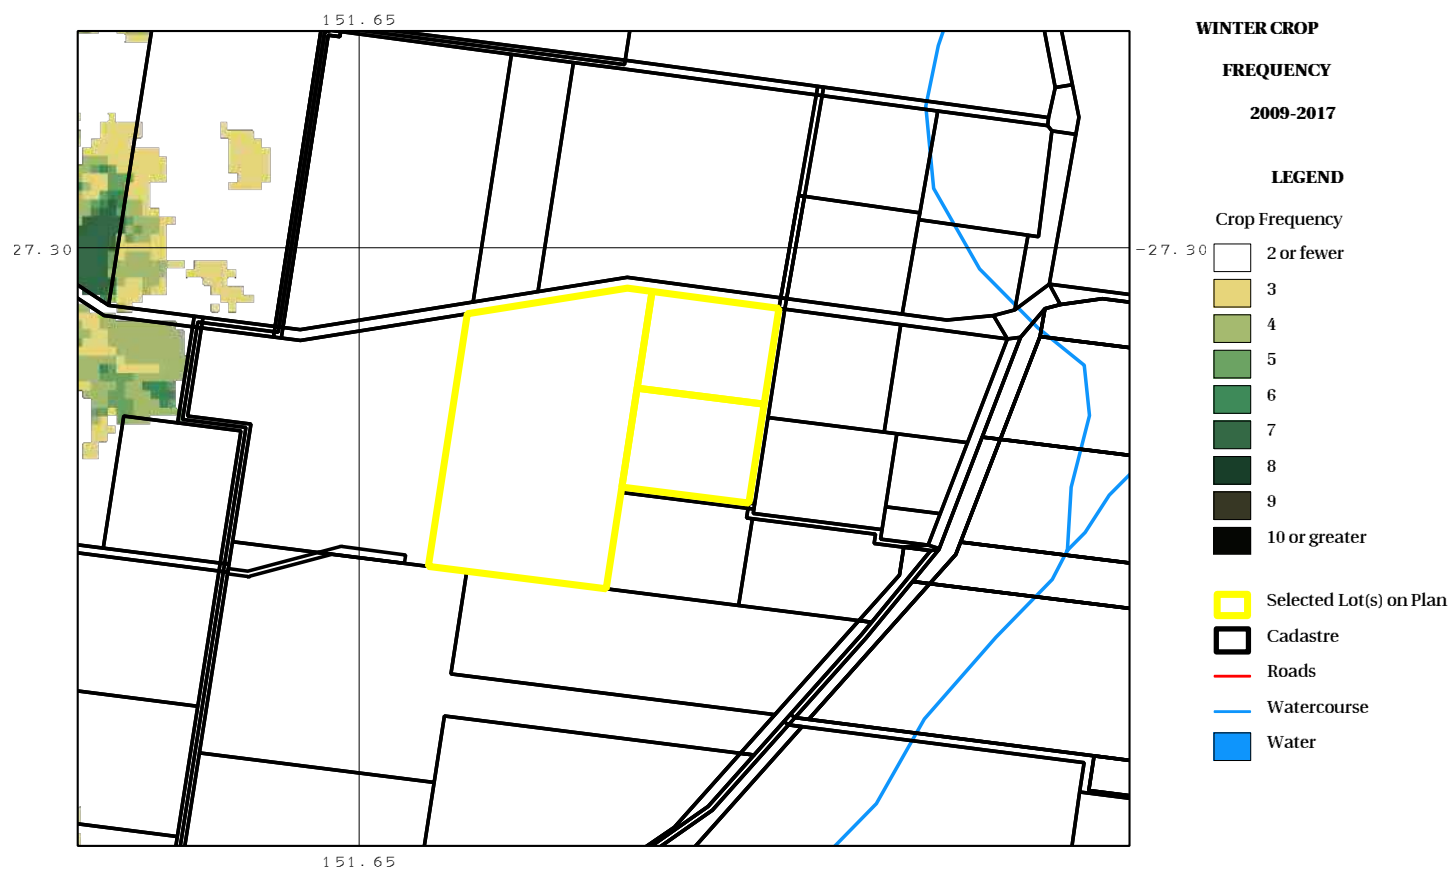 151.65
WINTER CROP
FREQUENCY
2009-2017
LEGEND
Crop Frequency
27.30
-27.30
2 or fewer
3
4
5
6
7
8
9
10 or greater
Selected Lot(s) on Plan
Cadastre
Roads
Watercourse
Water
151.65